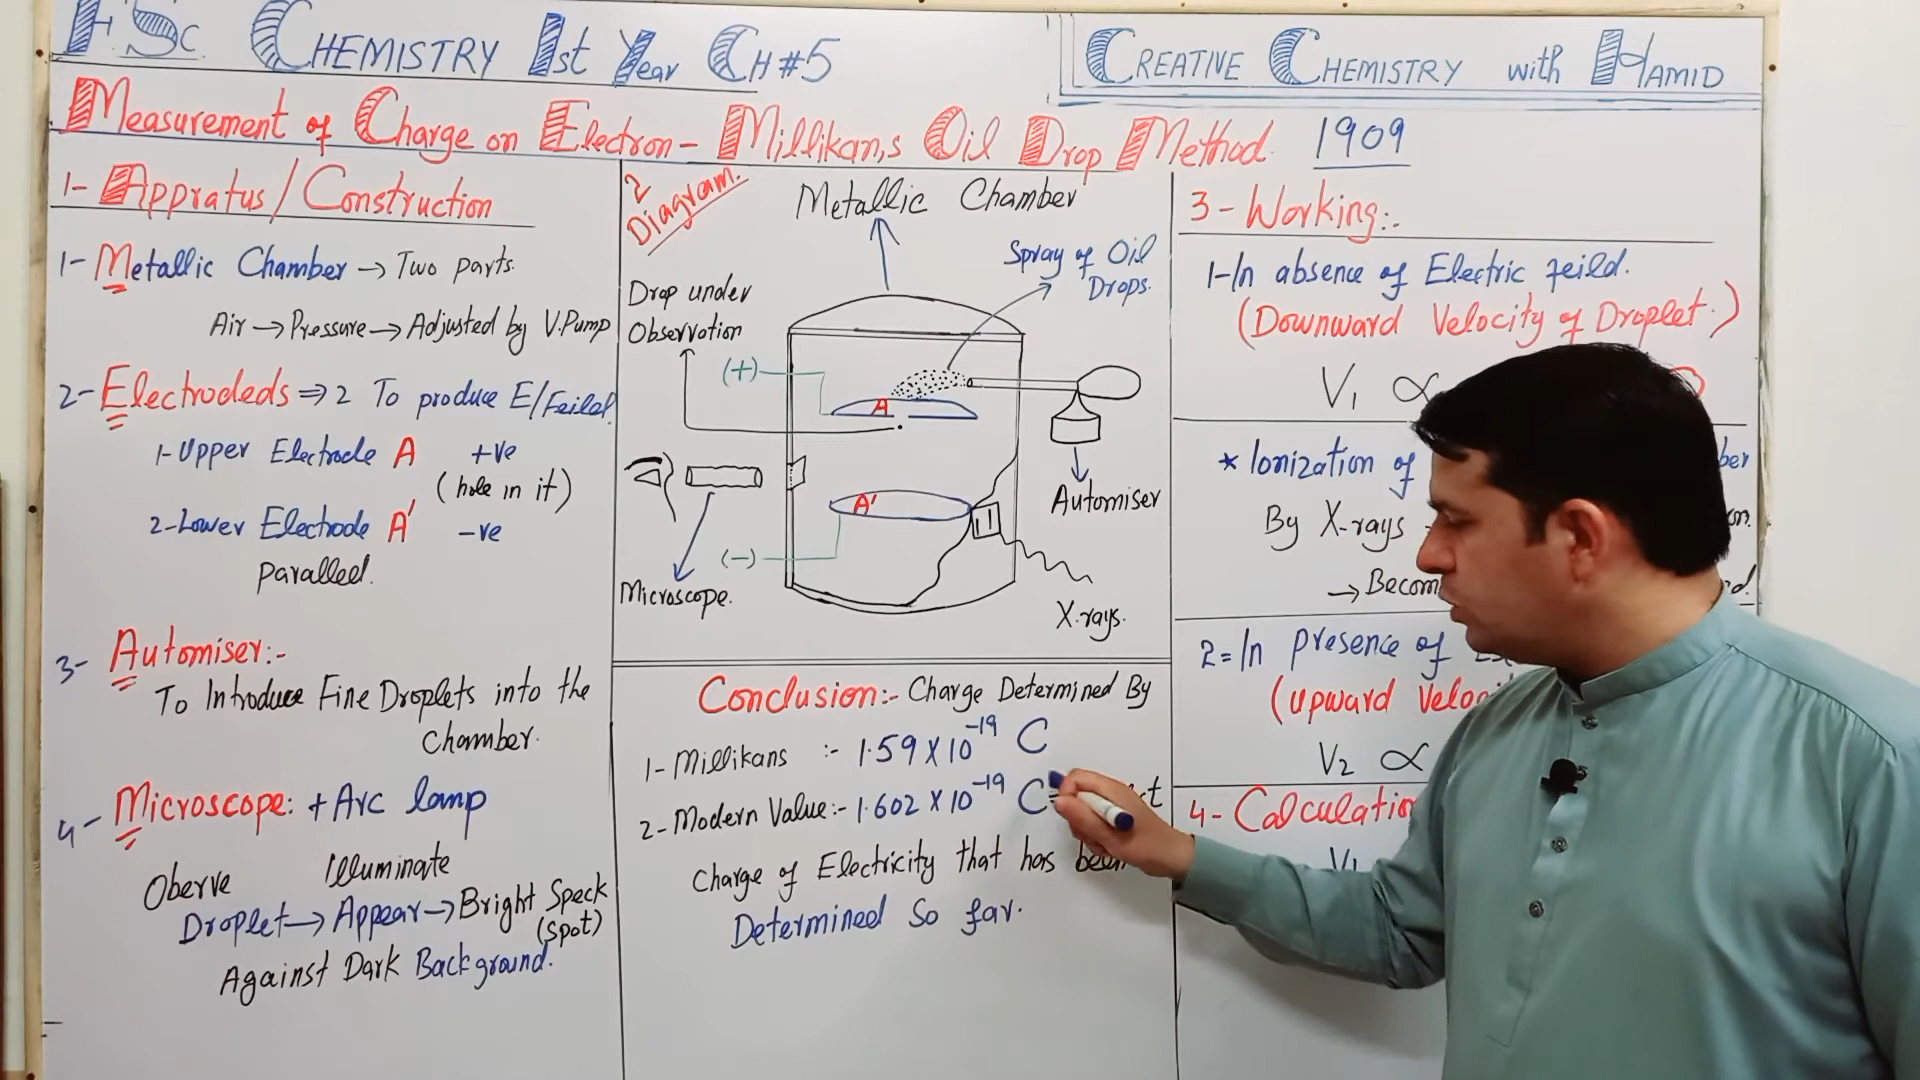 FSc CHEMISTRY 1st Year CH#5
CREATIVE CHEMISTRY with HAMID
Measurement of Charge on Electron - Millikan,s Oil Drop Method. 1909
1- Appratus / Construction
1- Metallic Chamber → Two parts.
Air → Pressure → Adjusted by V.Pump
2- Electrodeds ⇒ 2 To produce E/Feild
1- Upper Electrode A +ve
(hole in it)
2- Lower Electrode A' -ve
Paralled.
3- Automiser:-
To Introduce Fine Droplets into the
Chamber.
4- Microscope: + Arc lamp
Oberve Illuminate
Droplet → Appear → Bright Speck
(Spot)
Against Dark Background.
2
Diagram.
Metallic Chamber
Spray of Oil
Drops.
Drop under
Observation
(+)
A
A'
(-)
Automiser
Microscope.
X.rays.
Conclusion:- Charge Determined By
1- Millikans :- 1.59 x 10⁻¹⁹ C
2- Modern Value:- 1.602 x 10⁻¹⁹ C=
Charge of Electricity that has been
Determined So far.
3- Working:-
1- In absence of Electric feild.
(Downward Velocity of Droplet.)
V₁ ∝
* Ionization of
By X-rays
→ Becom
2= In presence of
(Upward Veloc
V₂ ∝
4- Calculation
V₁